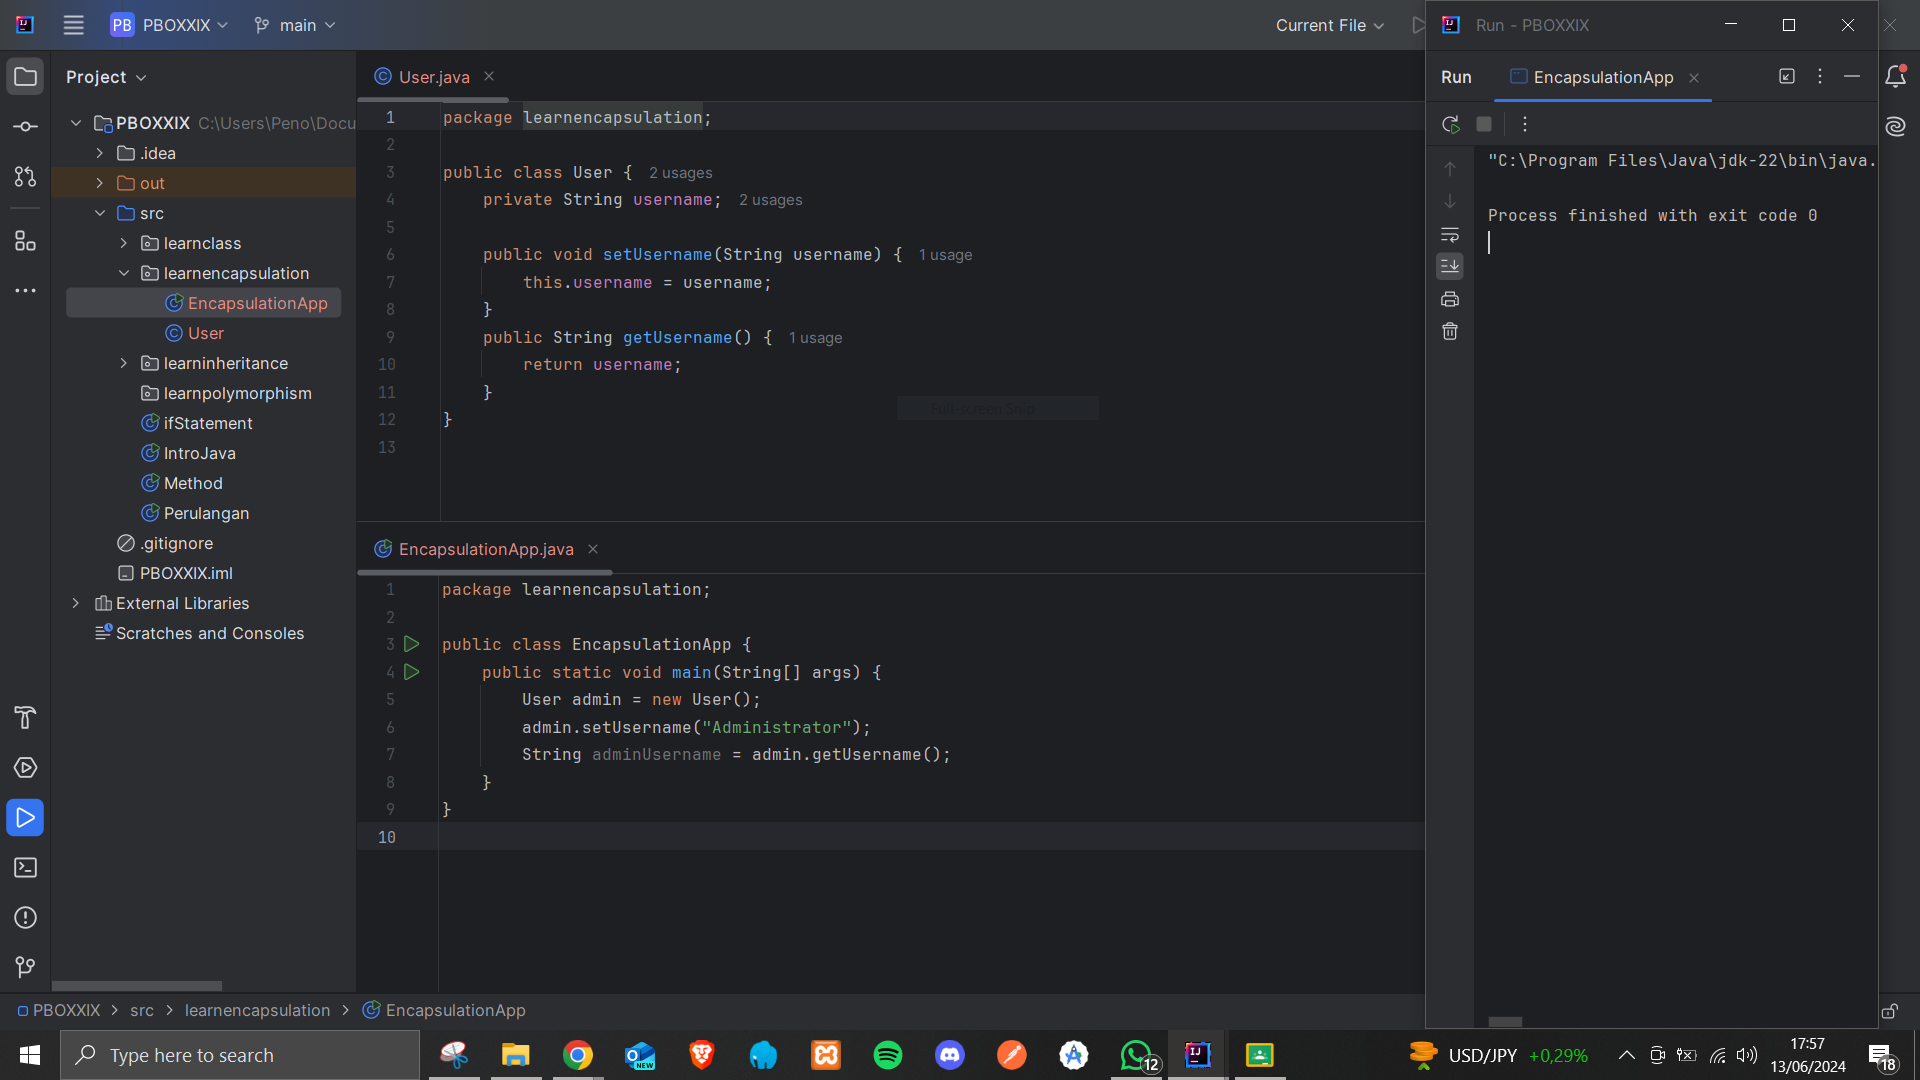 PB PBOXXIX main Current File
Run - PBOXXIX
Project
User.java
Run EncapsulationApp
PBOXXIX C:\Users\Peno\Docu
.idea
out
src
learnclass
learnencapsulation
EncapsulationApp
User
learninheritance
learnpolymorphism
ifStatement
IntroJava
Method
Perulangan
.gitignore
PBOXXIX.iml
External Libraries
Scratches and Consoles
1 package learnencapsulation;
2
3 public class User { 2 usages
4 private String username; 2 usages
5
6 public void setUsername(String username) { 1 usage
7 this.username = username;
8 }
9 public String getUsername() { 1 usage
10 return username;
11 }
12 }
13
Full-screen Snip
EncapsulationApp.java
1 package learnencapsulation;
2
3 public class EncapsulationApp {
4 public static void main(String[] args) {
5 User admin = new User();
6 admin.setUsername("Administrator");
7 String adminUsername = admin.getUsername();
8 }
9 }
10
"C:\Program Files\Java\jdk-22\bin\java.
Process finished with exit code 0
PBOXXIX > src > learnencapsulation > EncapsulationApp
Type here to search
NEW
12
USD/JPY +0,29%
17:57
13/06/2024
18